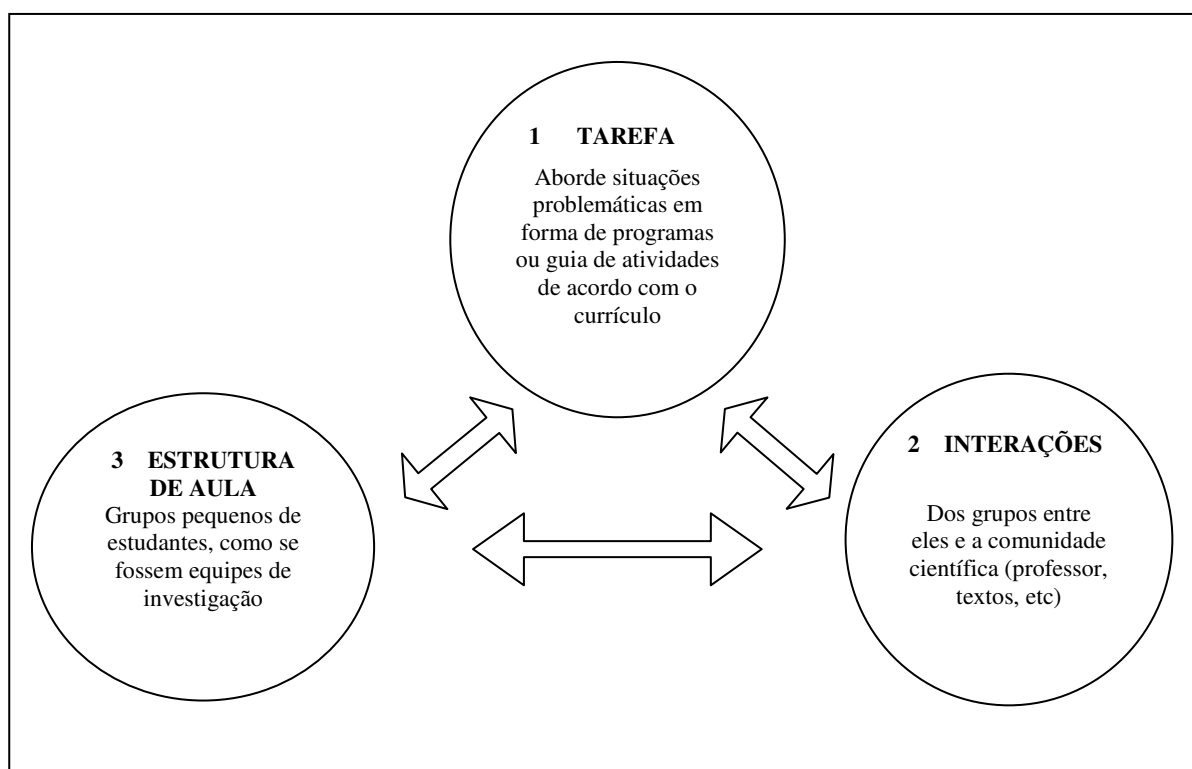 1 TAREFA
Aborde situações
problemáticas em
forma de programas
ou guia de atividades
de acordo com o
currículo
2 INTERAÇÕES
Dos grupos entre
eles e a comunidade
científica (professor,
textos, etc)
3 ESTRUTURA
DE AULA
Grupos pequenos de
estudantes, como se
fossem equipes de
investigação